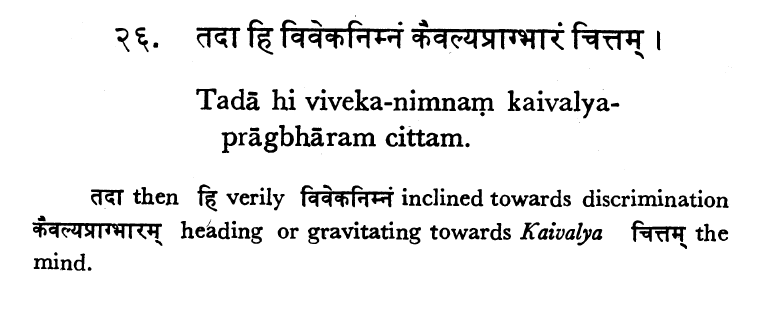 २६. तदा हि विवेकनिम्नं कैवल्यप्राग्भारं चित्तम् ।
Tadā hi viveka-nimnaṃ kaivalya-
prāgbhāram cittam.
तदा then हि verily विवेकनिम्नं inclined towards discrimination
कैवल्यप्राग्भारम् heading or gravitating towards Kaivalya चित्तम् the
mind.